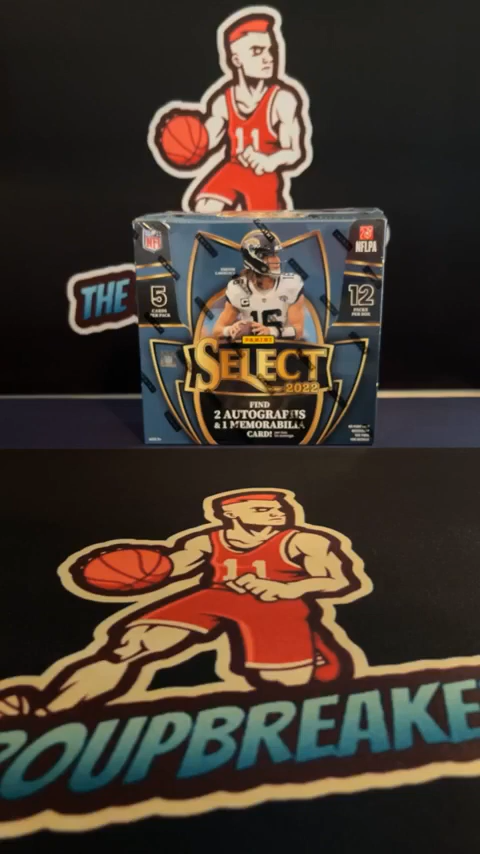 11
THE
NFL
NFLPA
5
CARDS
PER PACK
12
PACKS
PER BOX
16
PANINI
SELECT
2022
FIND
2 AUTOGRAPHS
& 1 MEMORABILIA
CARD!
11
ROUPBREAKE